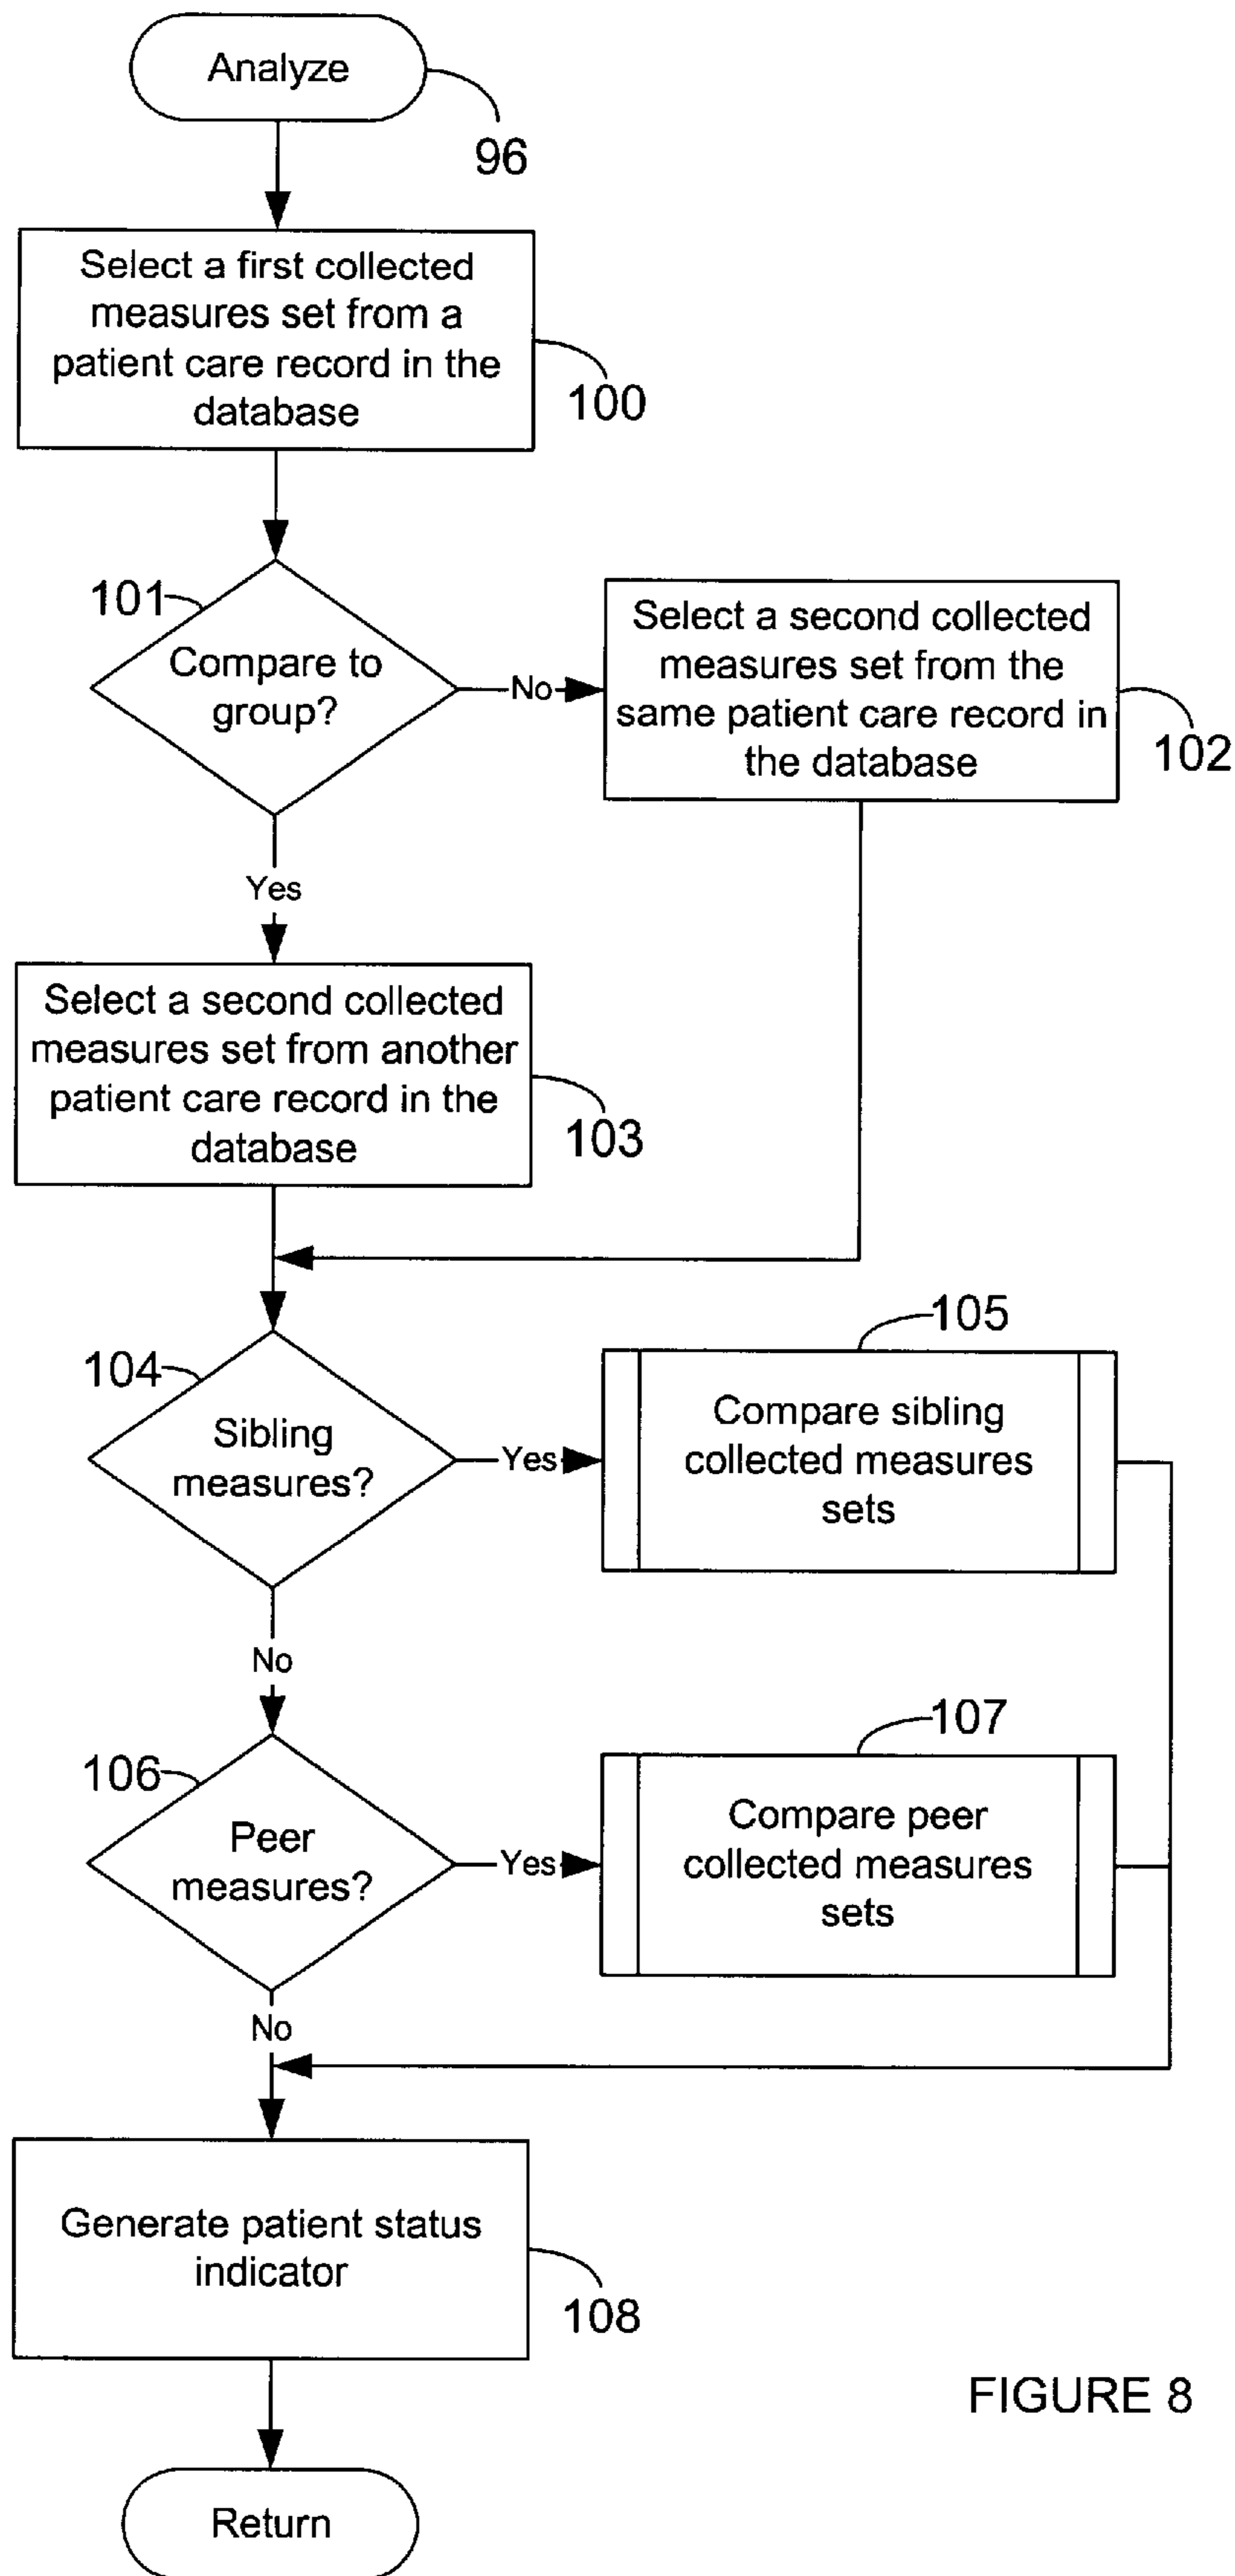 Analyze
96
Select a first collected
measures set from a
patient care record in the
database
100
101
Compare to
group?
No
Select a second collected
measures set from the
same patient care record in
the database
102
Yes
Select a second collected
measures set from another
patient care record in the
database
103
104
Sibling
measures?
Yes
105
Compare sibling
collected measures
sets
No
106
Peer
measures?
Yes
107
Compare peer
collected measures
sets
No
Generate patient status
indicator
108
FIGURE 8
Return